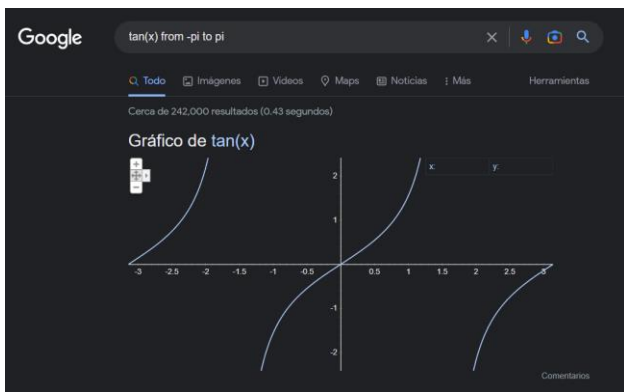 Google
tan(x) from -pi to pi
Todo Imágenes Vídeos Maps Noticias Más Herramientas
Cerca de 242,000 resultados (0.43 segundos)
Gráfico de tan(x)
x: y:
2
1
-3 -2.5 -2 -1.5 -1 -0.5 0.5 1 1.5 2 2.5 3
-1
-2
Comentarios